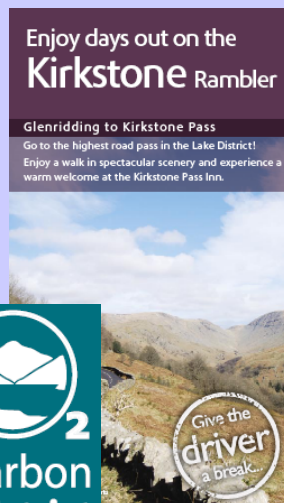 Enjoy days out on the
Kirkstone Rambler
Glenridding to Kirkstone Pass
Go to the highest road pass in the Lake District!
Enjoy a walk in spectacular scenery and experience a
warm welcome at the Kirkstone Pass Inn.
Give the
driver
a break...
2
arbon